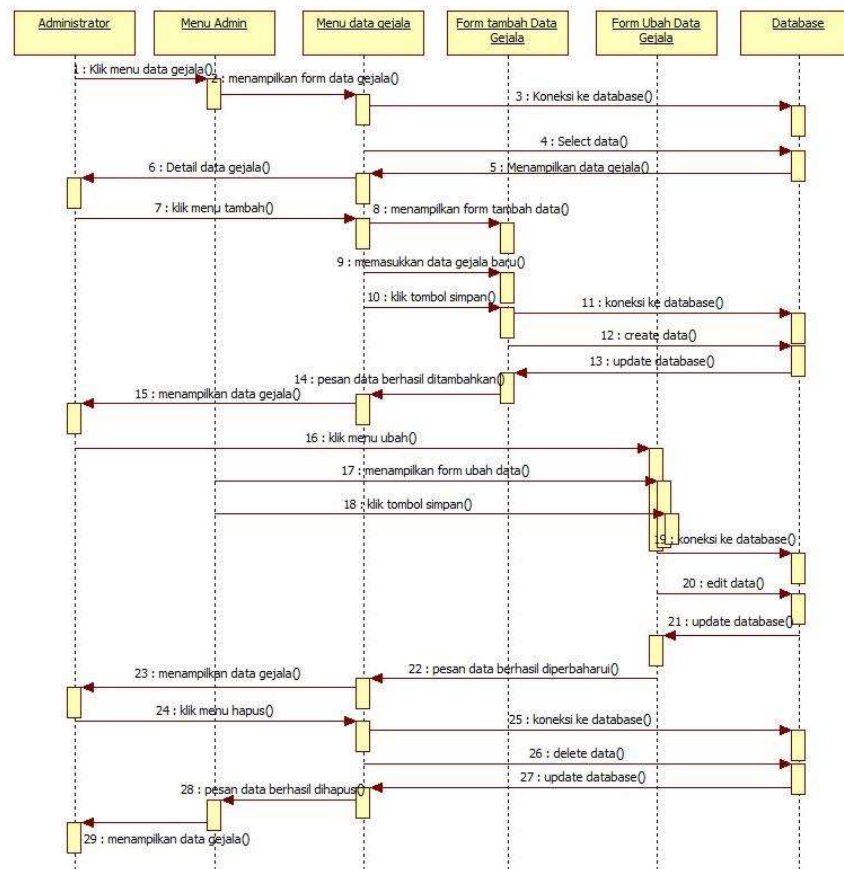 Administrator
Menu Admin
Menu data gejala
Form tambah Data
Gejala
Form Ubah Data
Gejala
Database
1 : Klik menu data gejala()
2 : menampilkan form data gejala()
3 : Koneksi ke database()
4 : Select data()
5 : Menampilkan data gejala()
6 : Detail data gejala()
7 : klik menu tambah()
8 : menampilkan form tambah data()
9 : memasukkan data gejala baru()
10 : klik tombol simpan()
11 : koneksi ke database()
12 : create data()
13 : update database()
14 : pesan data berhasil ditambahkan()
15 : menampilkan data gejala()
16 : klik menu ubah()
17 : menampilkan form ubah data()
18 : klik tombol simpan()
19 : koneksi ke database()
20 : edit data()
21 : update database()
22 : pesan data berhasil diperbaharui()
23 : menampilkan data gejala()
24 : klik menu hapus()
25 : koneksi ke database()
26 : delete data()
27 : update database()
28 : pesan data berhasil dihapus()
29 : menampilkan data gejala()